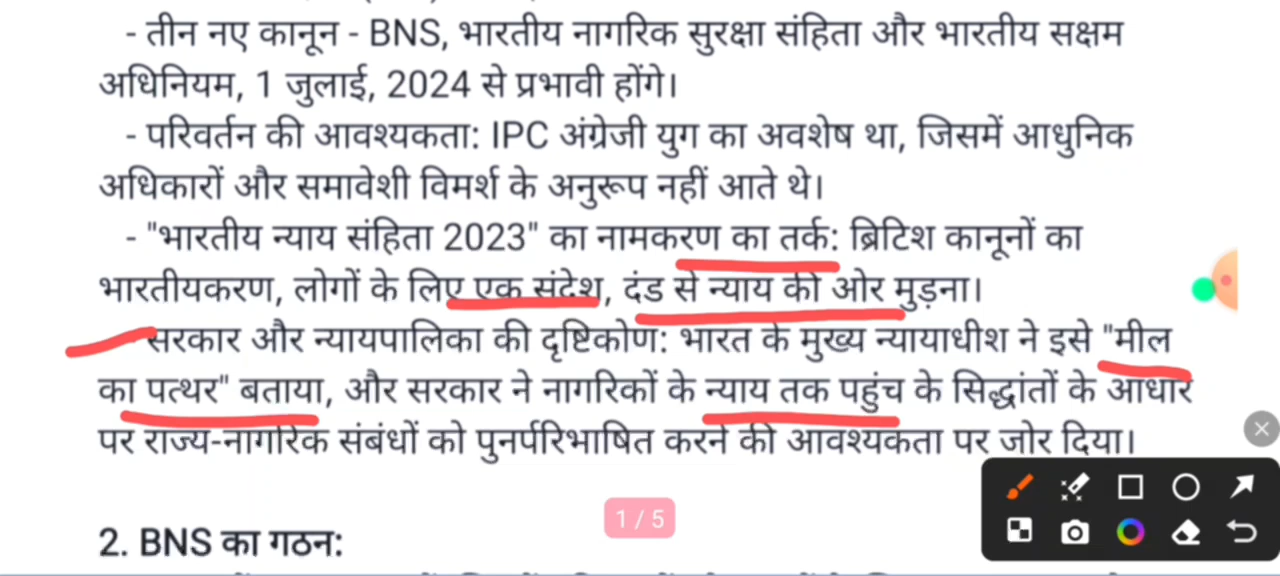 - तीन नए कानून - BNS, भारतीय नागरिक सुरक्षा संहिता और भारतीय सक्षम
अधिनियम, 1 जुलाई, 2024 से प्रभावी होंगे।
- परिवर्तन की आवश्यकता: IPC अंग्रेजी युग का अवशेष था, जिसमें आधुनिक
अधिकारों और समावेशी विमर्श के अनुरूप नहीं आते थे।
- "भारतीय न्याय संहिता 2023" का नामकरण का तर्क: ब्रिटिश कानूनों का
भारतीयकरण, लोगों के लिए एक संदेश, दंड से न्याय की ओर मुड़ना।
सरकार और न्यायपालिका की दृष्टिकोण: भारत के मुख्य न्यायाधीश ने इसे "मील
का पत्थर" बताया, और सरकार ने नागरिकों के न्याय तक पहुंच के सिद्धांतों के आधार
पर राज्य-नागरिक संबंधों को पुनर्परिभाषित करने की आवश्यकता पर जोर दिया।
1 / 5
2. BNS का गठन: